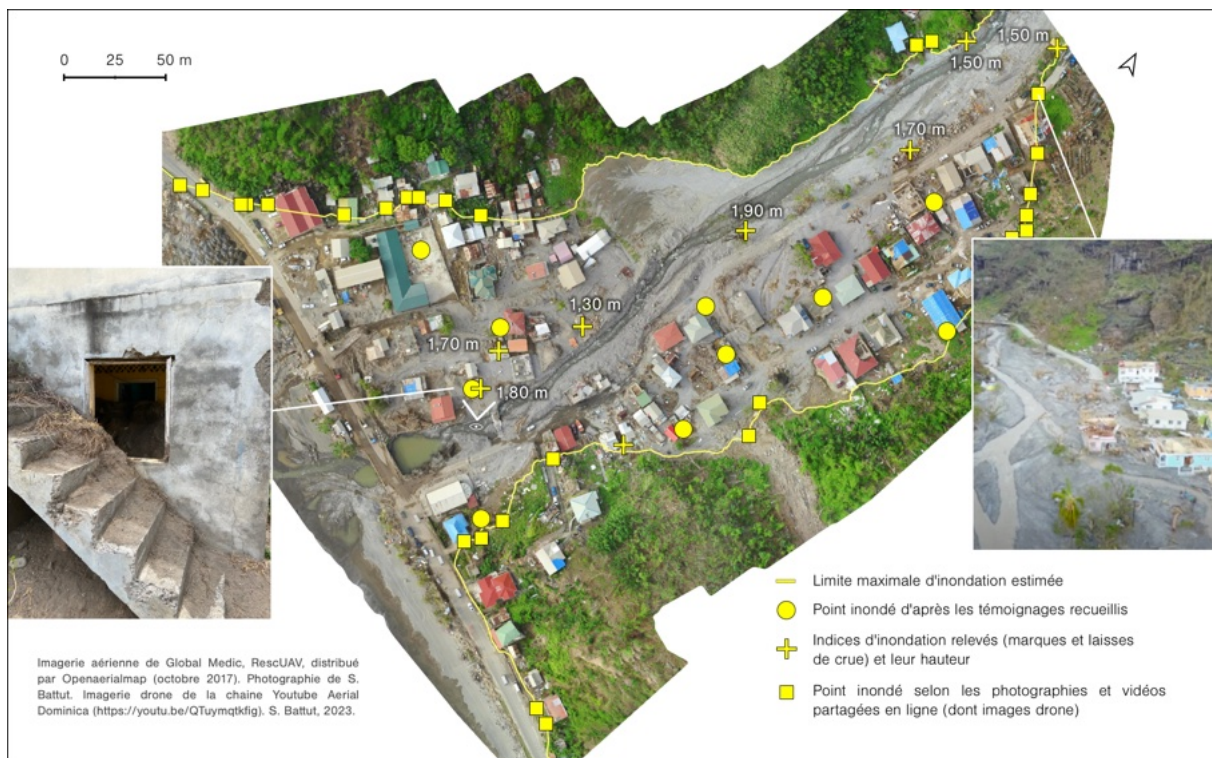 0 25 50 m
1,50 m
1,50 m
1,70 m
1,90 m
1,30 m
1,70 m
1,80 m
Limite maximale d'inondation estimée
Point inondé d'après les témoignages recueillis
Indices d'inondation relevés (marques et laisses
de crue) et leur hauteur
Point inondé selon les photographies et vidéos
partagées en ligne (dont images drone)
Imagerie aérienne de Global Medic, RescUAV, distribué
par Openaerialmap (octobre 2017). Photographie de S.
Battut. Imagerie drone de la chaine Youtube Aerial
Dominica (https://youtu.be/QTuymqtkfig). S. Battut, 2023.